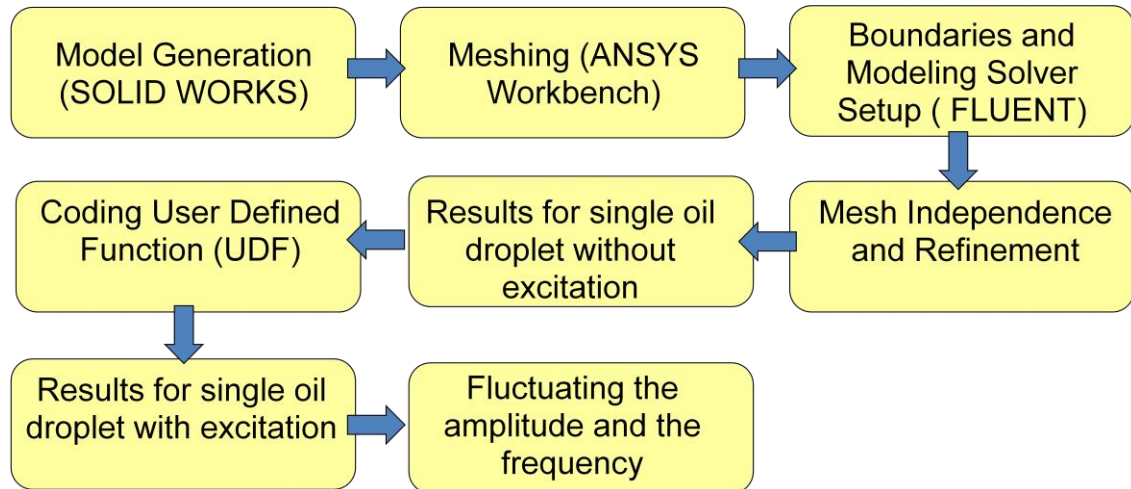 Model Generation
(SOLID WORKS)
Meshing (ANSYS
Workbench)
Boundaries and
Modeling Solver
Setup ( FLUENT)
Mesh Independence
and Refinement
Results for single oil
droplet without
excitation
Coding User Defined
Function (UDF)
Results for single oil
droplet with excitation
Fluctuating the
amplitude and the
frequency